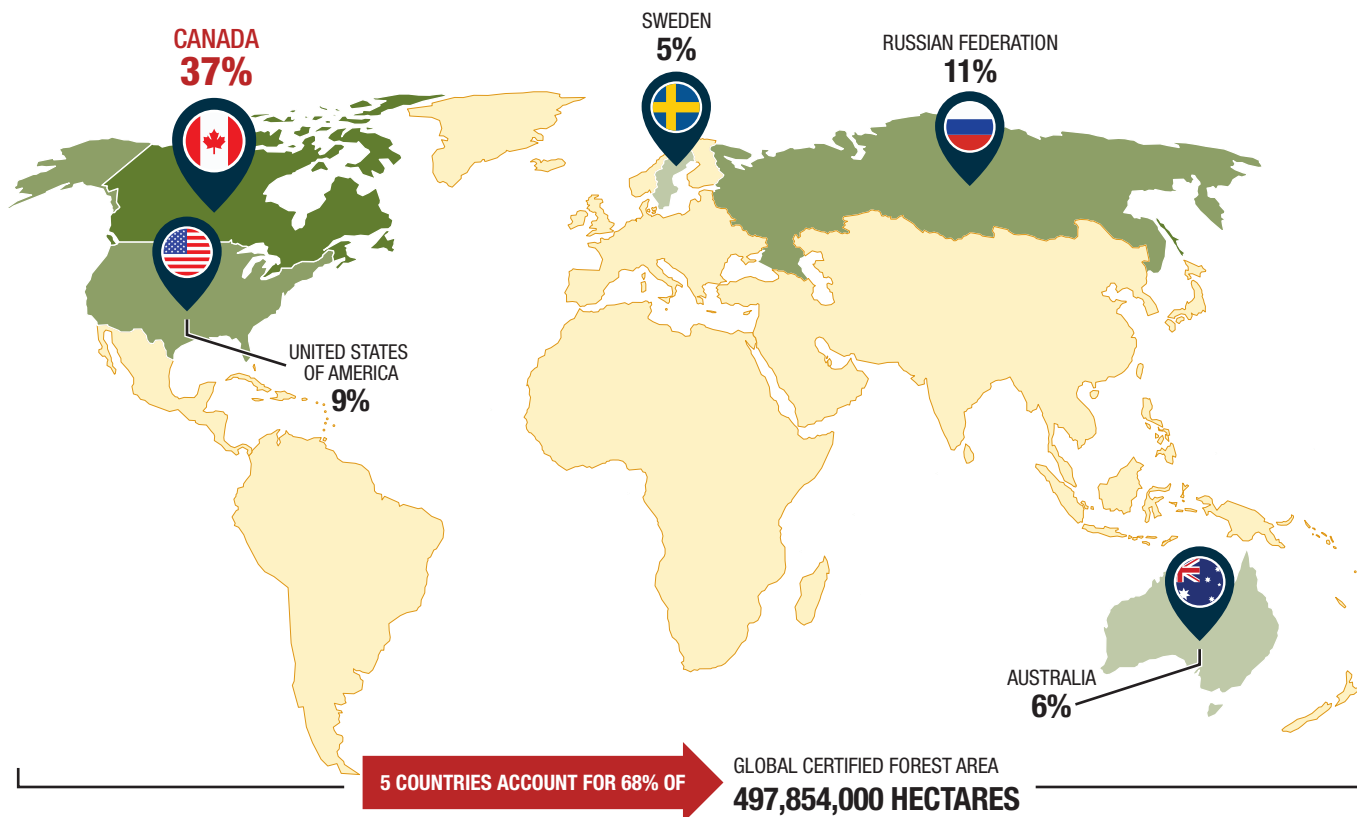 CANADA
37%
SWEDEN
5%
RUSSIAN FEDERATION
11%
UNITED STATES
OF AMERICA
9%
AUSTRALIA
6%
5 COUNTRIES ACCOUNT FOR 68% OF
GLOBAL CERTIFIED FOREST AREA
497,854,000 HECTARES